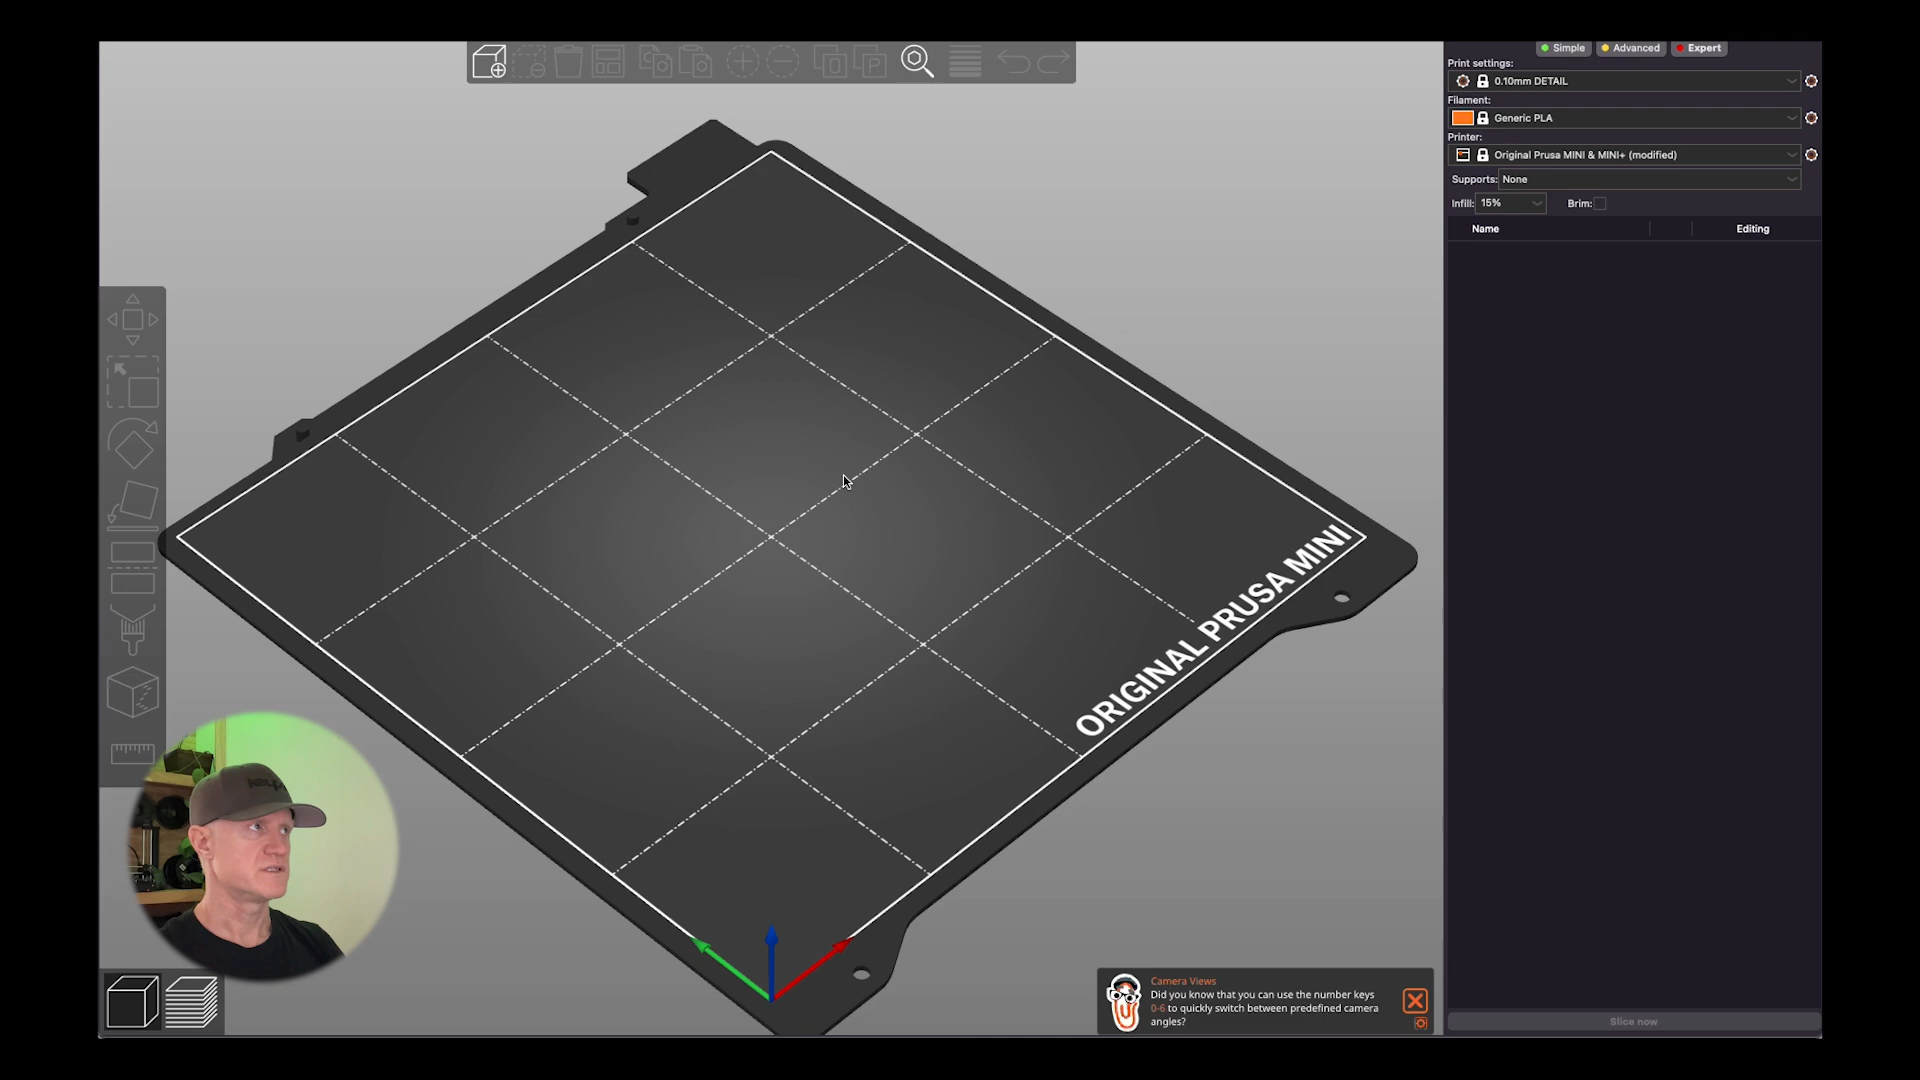 Simple
Advanced
Expert
Print settings:
0.10mm DETAIL
Filament:
Generic PLA
Printer:
Original Prusa MINI & MINI+ (modified)
Supports:
None
Infill:
15%
Brim:
Name
Editing
ORIGINAL PRUSA MINI
Camera Views
Did you know that you can use the number keys
0-6 to quickly switch between predefined camera
angles?
Slice now